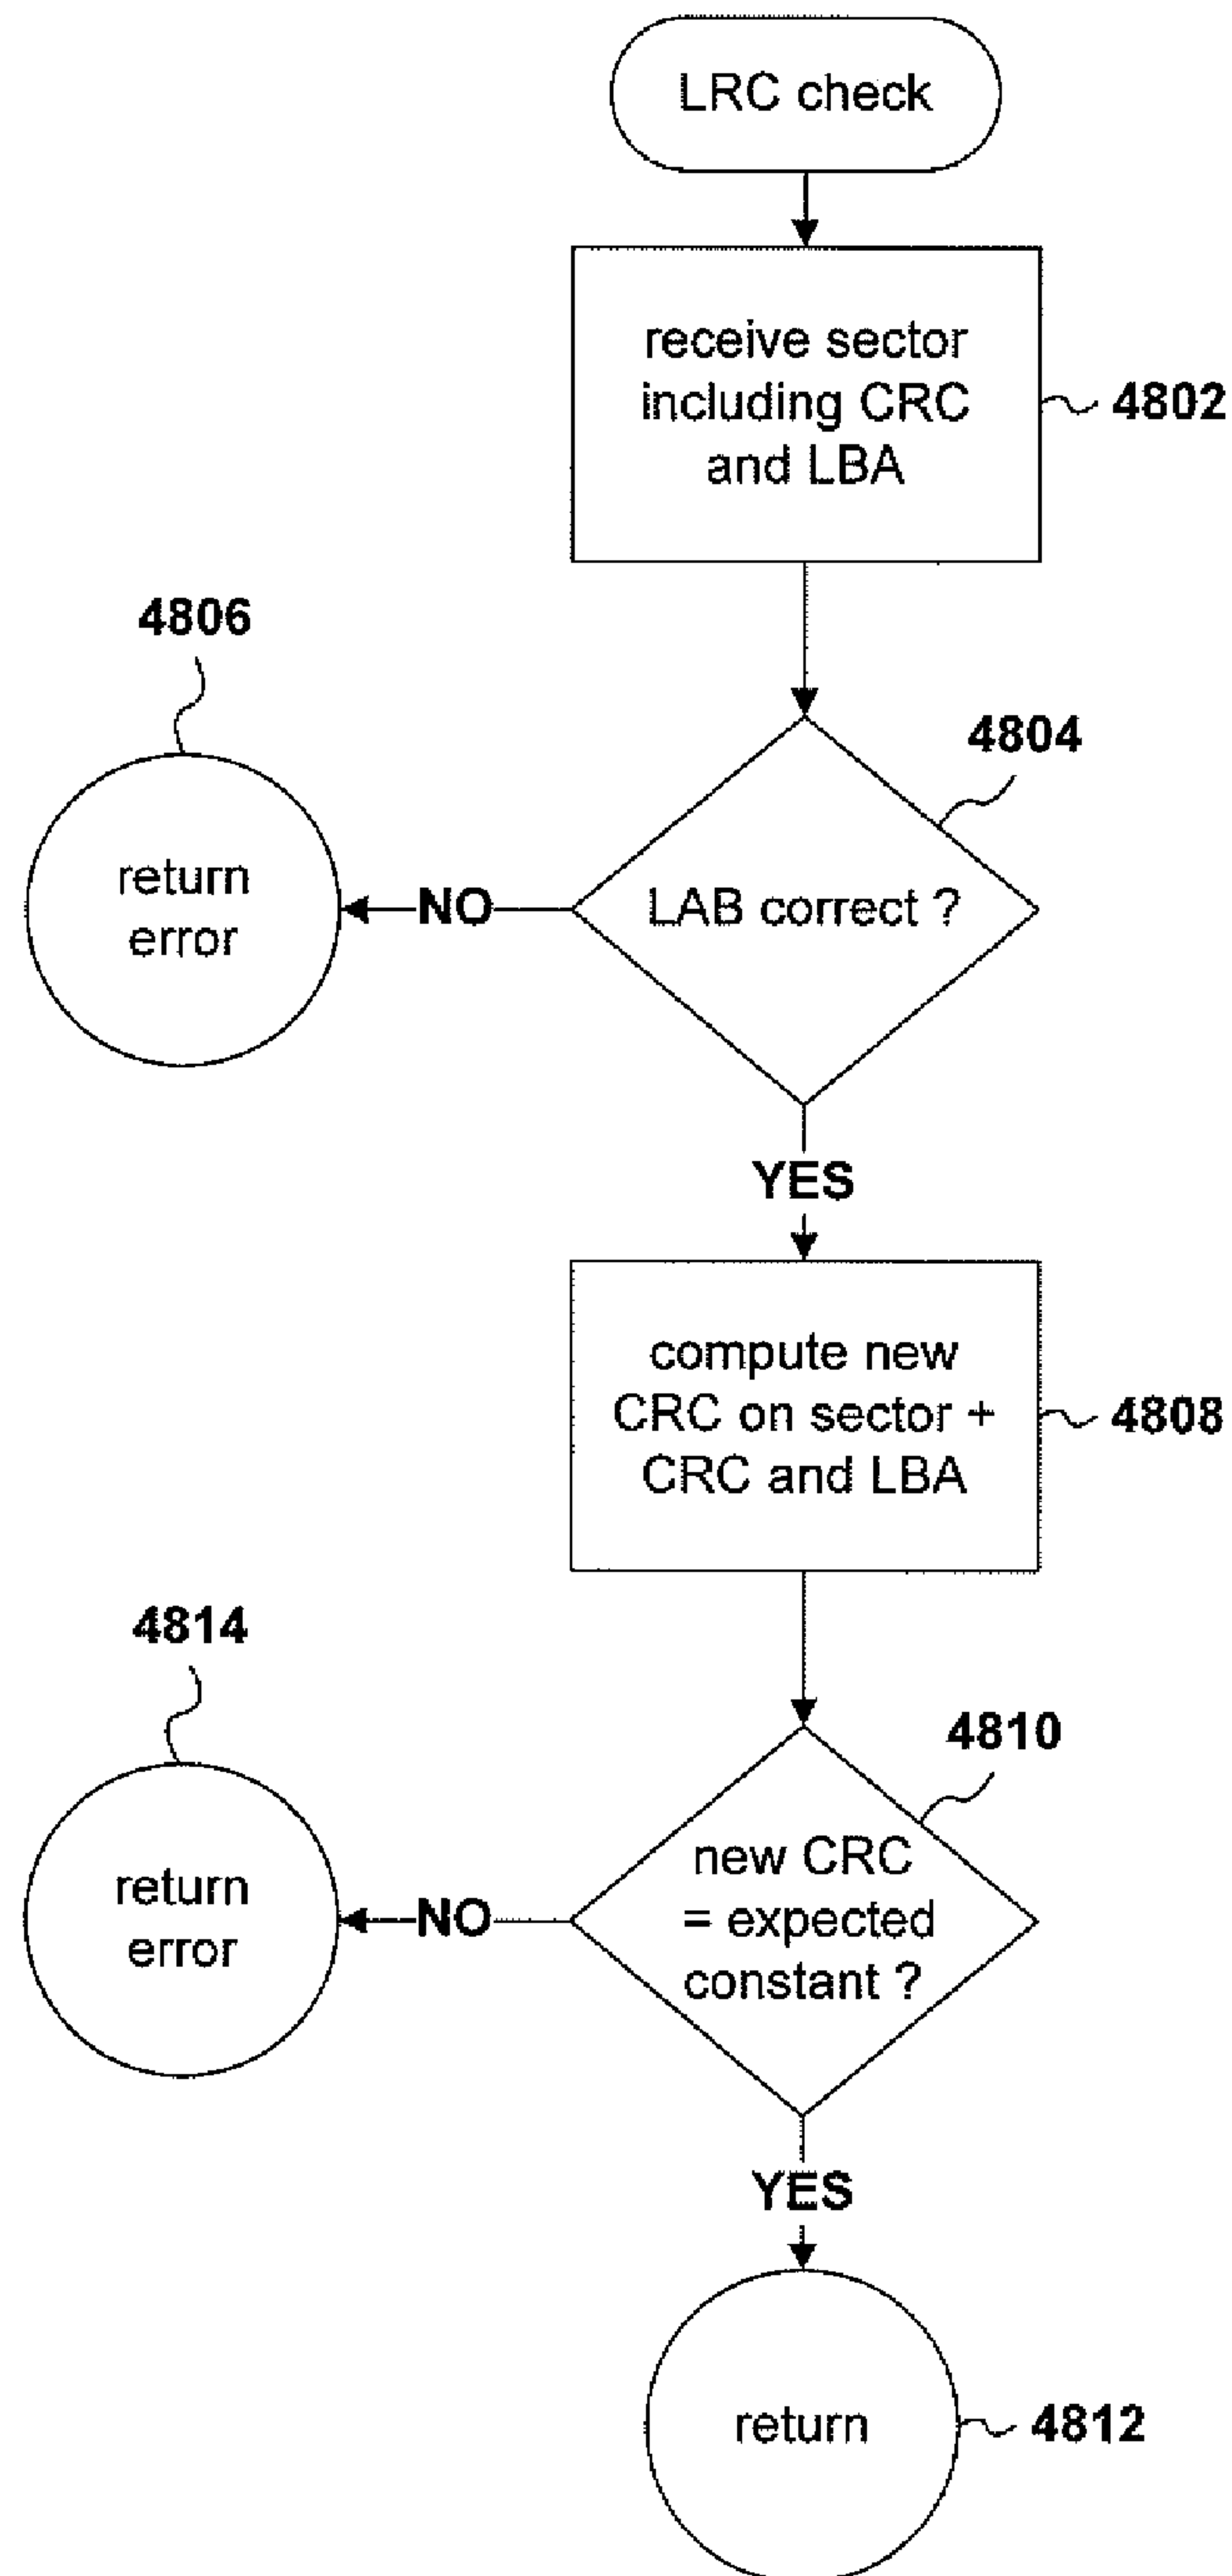 LRC check
receive sector
including CRC
and LBA
4802
4806
4804
return
error
NO
LAB correct ?
YES
compute new
CRC on sector +
CRC and LBA
4808
4814
4810
return
error
NO
new CRC
= expected
constant ?
YES
return
4812